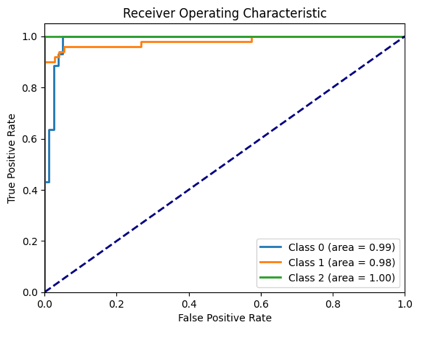 Receiver Operating Characteristic
True Positive Rate
1.0
0.8
0.6
0.4
0.2
0.0
0.0 0.2 0.4 0.6 0.8 1.0
False Positive Rate
Class 0 (area = 0.99)
Class 1 (area = 0.98)
Class 2 (area = 1.00)